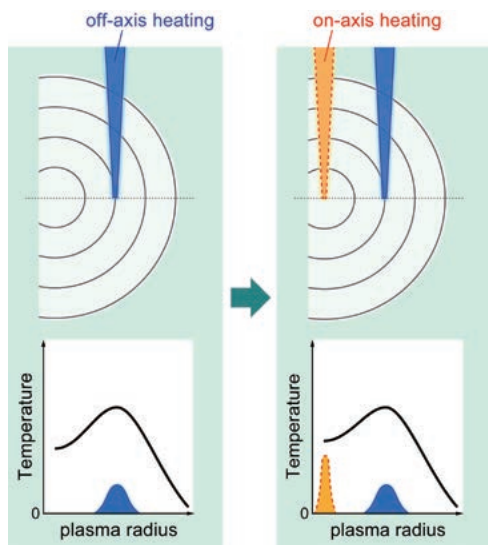 off-axis heating
on-axis heating
Temperature
0
plasma radius
Temperature
0
plasma radius